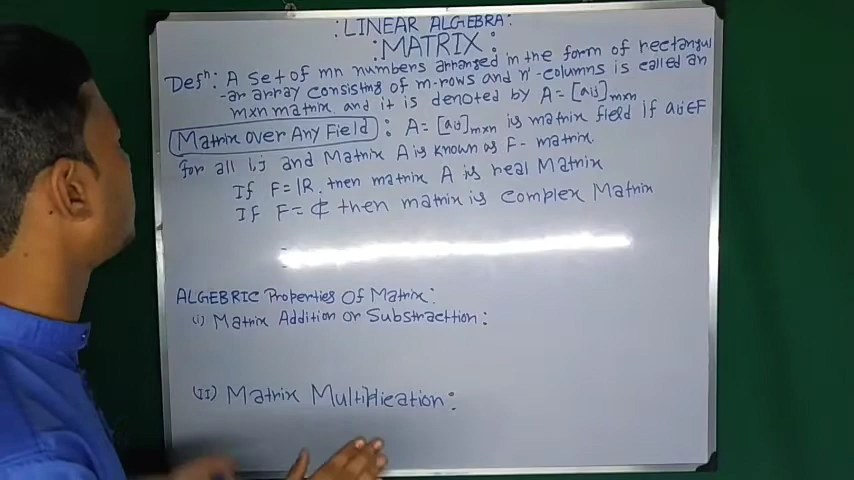 : LINEAR ALGEBRA:
: MATRIX :
Defⁿ: A set of mn numbers arranged in the form of rectangul
-ar array consisting of m-rows and 'n'-columns is called an
mxn matrix and it is denoted by A = [aij]mxn
Matrix over Any Field : A = [aij]mxn is matrix field if aij∈F
for all i,j and Matrix A is known as F- matrix.
If F = IR. then matrix A is real Matrix
If F = ₵ then matrix is complex Matrix
ALGEBRIC Properties Of Matrix:
(i) Matrix Addition or Substraction:
(II) Matrix Multiplication: